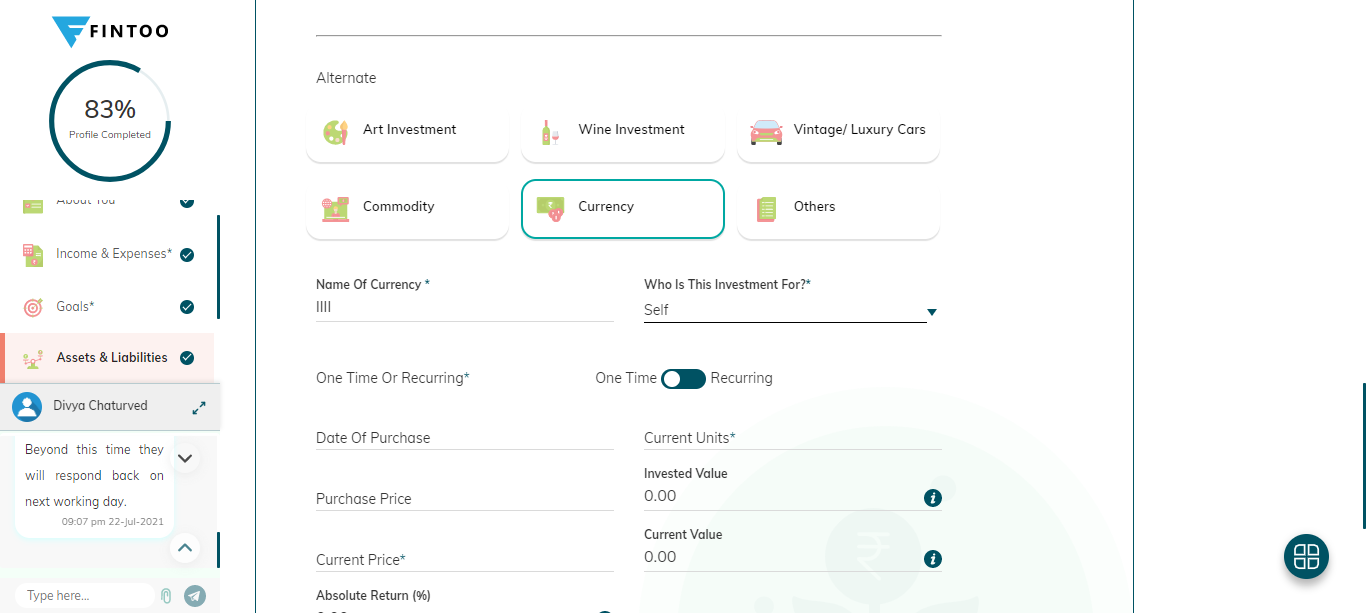 FINTOO
83%
Profile Completed
About You
Income & Expenses*
Goals*
Assets & Liabilities
Divya Chaturved
Beyond this time they
will respond back on
next working day.
09:07 pm 22-Jul-2021
Type here...
Alternate
Art Investment
Wine Investment
Vintage/ Luxury Cars
Commodity
Currency
Others
Name Of Currency *
Who Is This Investment For?*
Self
One Time Or Recurring*
One Time
Recurring
Date Of Purchase
Current Units*
Invested Value
Purchase Price
0.00
Current Value
Current Price*
0.00
Absolute Return (%)